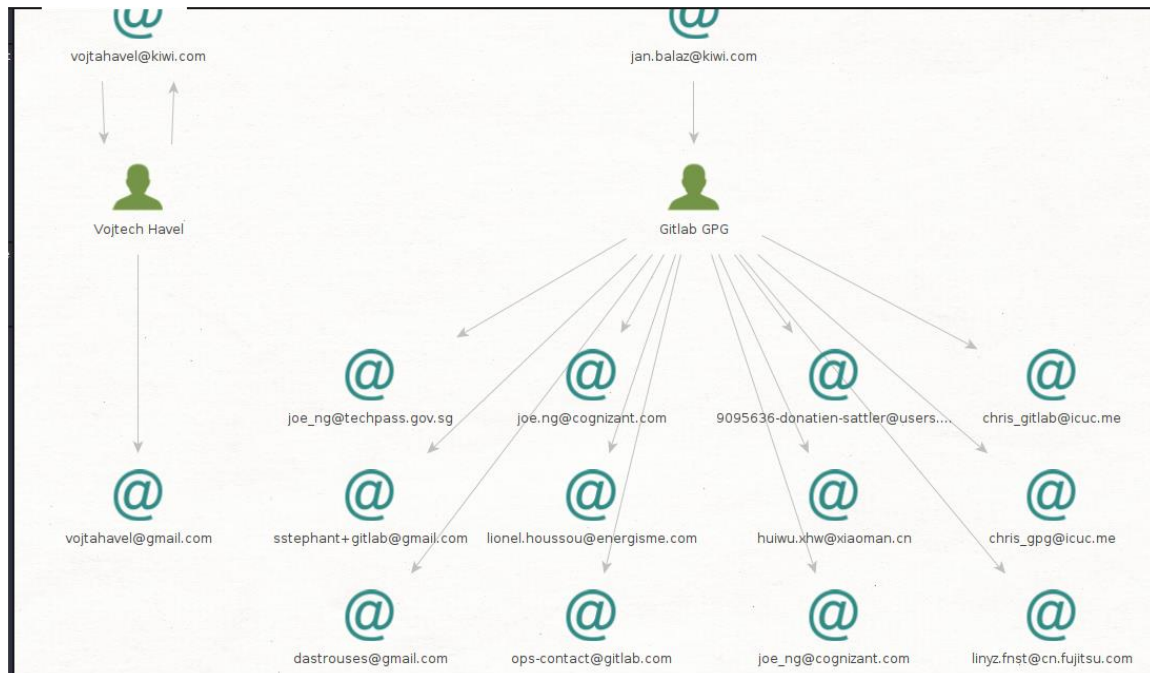 vojtahavel@kiwi.com
jan.balaz@kiwi.com
Vojtech Havel
Gitlab GPG
joe_ng@techpass.gov.sg
joe.ng@cognizant.com
9095636-donatien-sattler@users....
chris_gitlab@icuc.me
vojtahavel@gmail.com
sstephant+gitlab@gmail.com
lionel.houssou@energisme.com
huiwu.xhw@xiaoman.cn
chris_gpg@icuc.me
dastrouses@gmail.com
ops-contact@gitlab.com
joe_ng@cognizant.com
linyz.fnst@cn.fujitsu.com